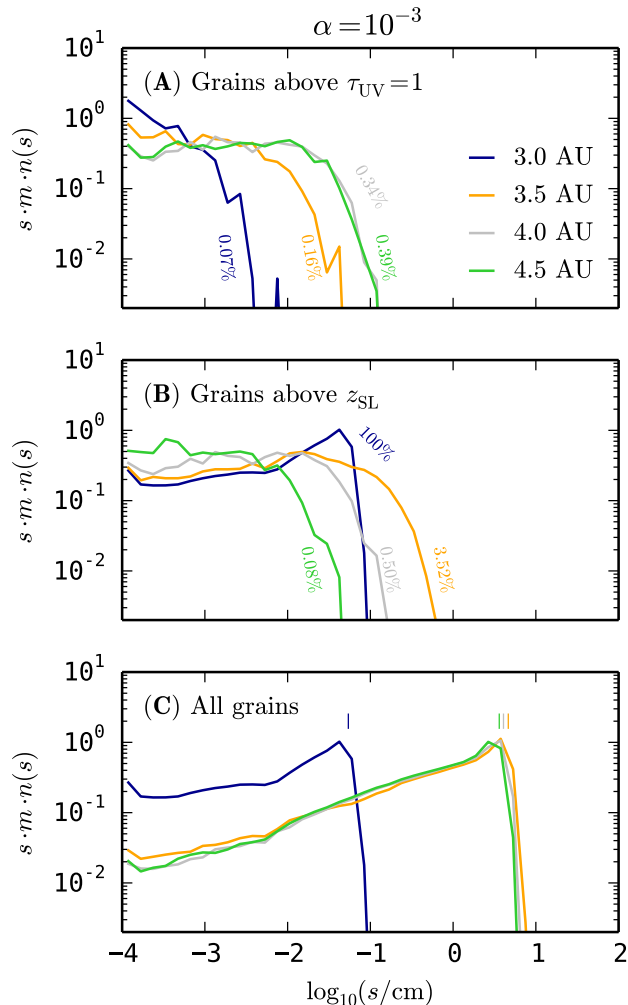 α=10⁻³
10¹
10⁰
10⁻¹
10⁻²
s·m·n(s)
(A) Grains above τ_UV=1
3.0 AU
3.5 AU
4.0 AU
4.5 AU
0.07%
0.16%
0.34%
0.39%
10¹
10⁰
10⁻¹
10⁻²
s·m·n(s)
(B) Grains above z_SL
100%
0.08%
0.50%
3.52%
10¹
10⁰
10⁻¹
10⁻²
s·m·n(s)
(C) All grains
−4 −3 −2 −1 0 1 2
log₁₀(s/cm)